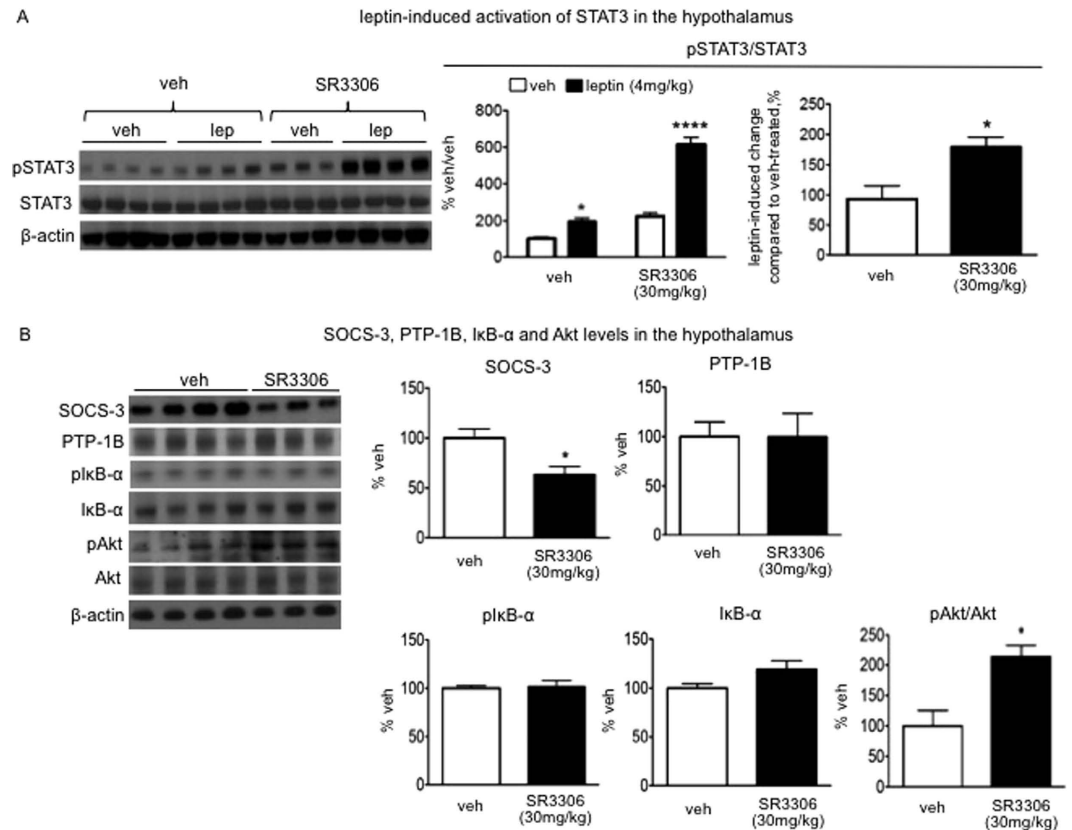 A
leptin-induced activation of STAT3 in the hypothalamus
pSTAT3/STAT3
veh SR3306
veh lep veh lep
pSTAT3
STAT3
β-actin
veh leptin (4mg/kg)
% veh/veh
800
600
400
200
0
*
****
veh
SR3306
(30mg/kg)
leptin-induced change
compared to veh-treated,%
250
200
150
100
50
0
*
veh
SR3306
(30mg/kg)
B
SOCS-3, PTP-1B, IκB-α and Akt levels in the hypothalamus
veh SR3306
SOCS-3
PTP-1B
pIκB-α
IκB-α
pAkt
Akt
β-actin
SOCS-3
% veh
150
100
50
0
*
veh
SR3306
(30mg/kg)
PTP-1B
% veh
150
100
50
0
veh
SR3306
(30mg/kg)
pIκB-α
% veh
150
100
50
0
veh
SR3306
(30mg/kg)
IκB-α
% veh
150
100
50
0
veh
SR3306
(30mg/kg)
pAkt/Akt
% veh
250
200
150
100
50
0
*
veh
SR3306
(30mg/kg)